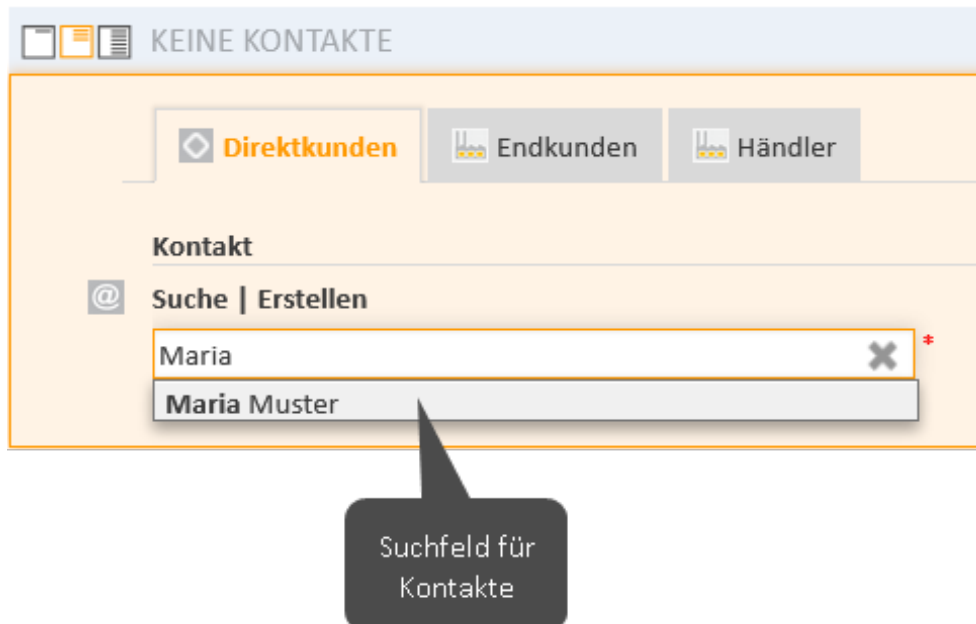 KEINE KONTAKTE
Direktkunden Endkunden Händler
Kontakt
@ Suche | Erstellen
Maria *
Maria Muster
Suchfeld für
Kontakte